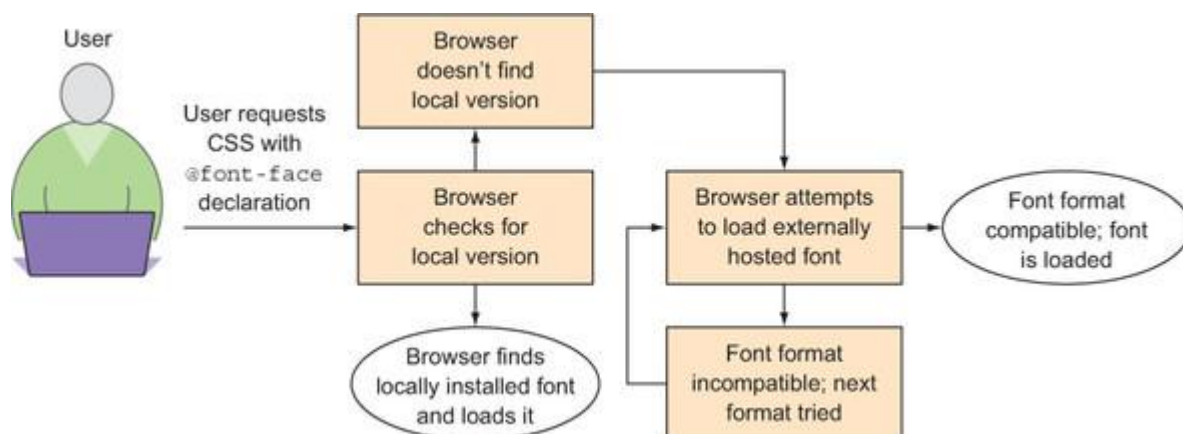 User
User requests
CSS with
@font-face
declaration
Browser
doesn't find
local version
Browser
checks for
local version
Browser finds
locally installed font
and loads it
Browser attempts
to load externally
hosted font
Font format
compatible; font
is loaded
Font format
incompatible; next
format tried